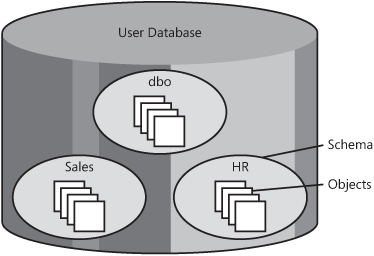 User Database
dbo
Schema
Sales
HR
Objects